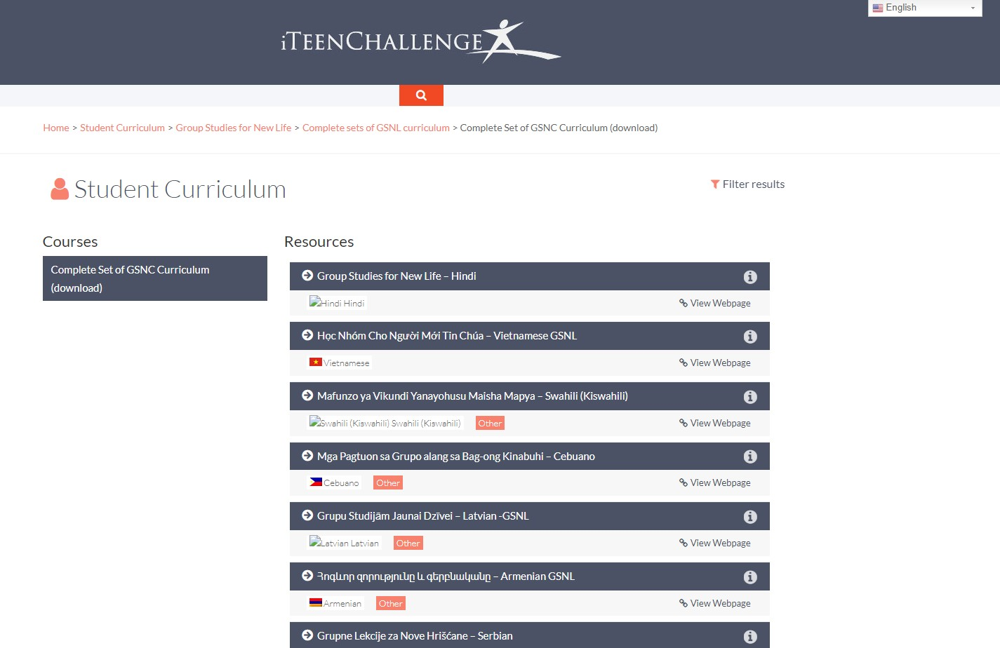 English
iTeenChallenge
Home > Student Curriculum > Group Studies for New Life > Complete sets of GSNL curriculum > Complete Set of GSNC Curriculum (download)
Student Curriculum
Filter results
Courses
Complete Set of GSNC Curriculum
(download)
Resources
Group Studies for New Life – Hindi
Hindi Hindi
View Webpage
Học Nhóm Cho Người Mới Tin Chúa – Vietnamese GSNL
Vietnamese
View Webpage
Mafunzo ya Vikundi Yanayohusu Maisha Mapya – Swahili (Kiswahili)
Swahili (Kiswahili) Swahili (Kiswahili)
Other
View Webpage
Mga Pagtuon sa Grupo alang sa Bag-ong Kinabuhi – Cebuano
Cebuano
Other
View Webpage
Grupu Studijām Jaunai Dzīvei – Latvian -GSNL
Latvian Latvian
Other
View Webpage
Հոգևոր զորությունը և գերբնականը – Armenian GSNL
Armenian
Other
View Webpage
Grupne Lekcije za Nove Hrišćane – Serbian